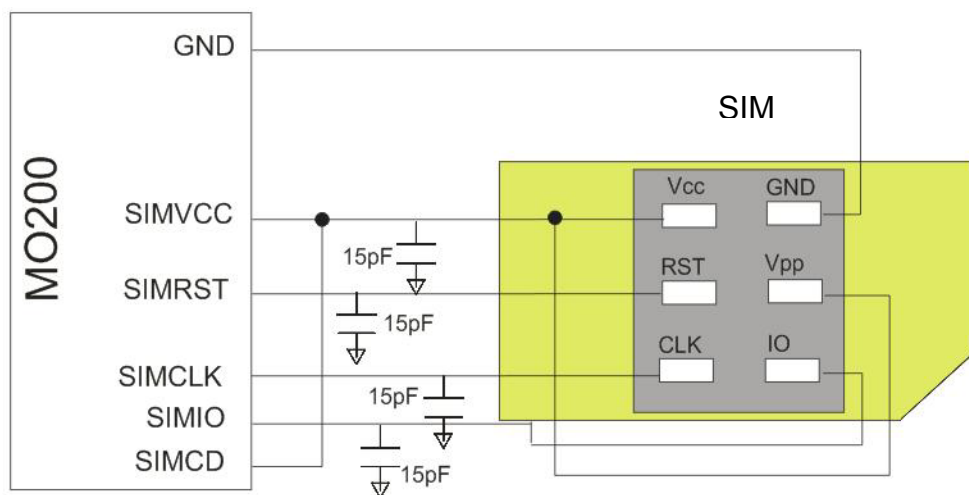 MO200
GND
SIMVCC
SIMRST
SIMCLK
SIMIO
SIMCD
15pF
15pF
15pF
15pF
SIM
Vcc GND
RST Vpp
CLK IO